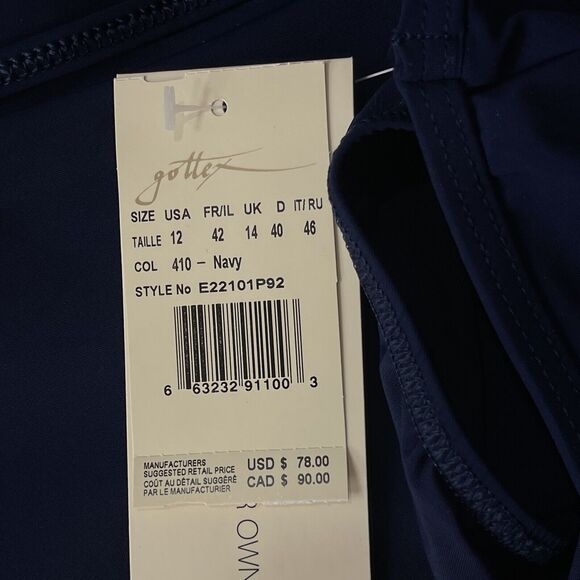 gottex
SIZE USA FR/IL UK D IT/RU
TAILLE 12 42 14 40 46
COL 410 - Navy
STYLE No E22101P92
6 63232 91100 3
MANUFACTURERS
SUGGESTED RETAIL PRICE USD $ 78.00
COÛT AU DÉTAIL SUGGÉRÉ
PAR LE MANUFACTURIER CAD $ 90.00